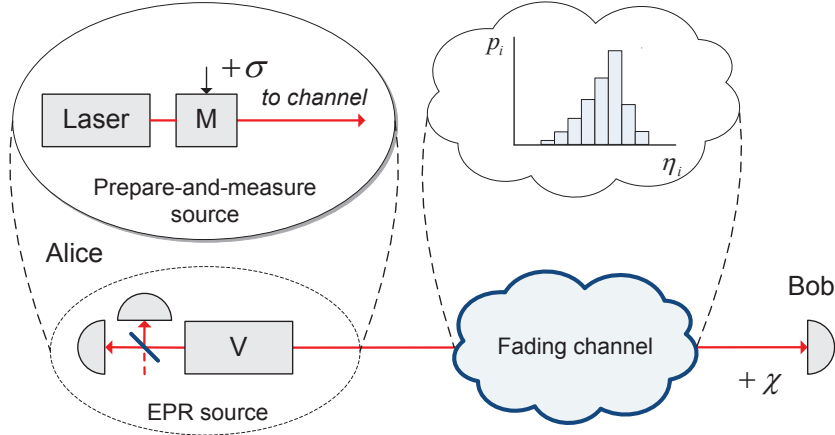 +σ
to channel
Laser
M
Prepare-and-measure
source
p_i
η_i
Alice
Bob
V
Fading channel
+ χ
EPR source